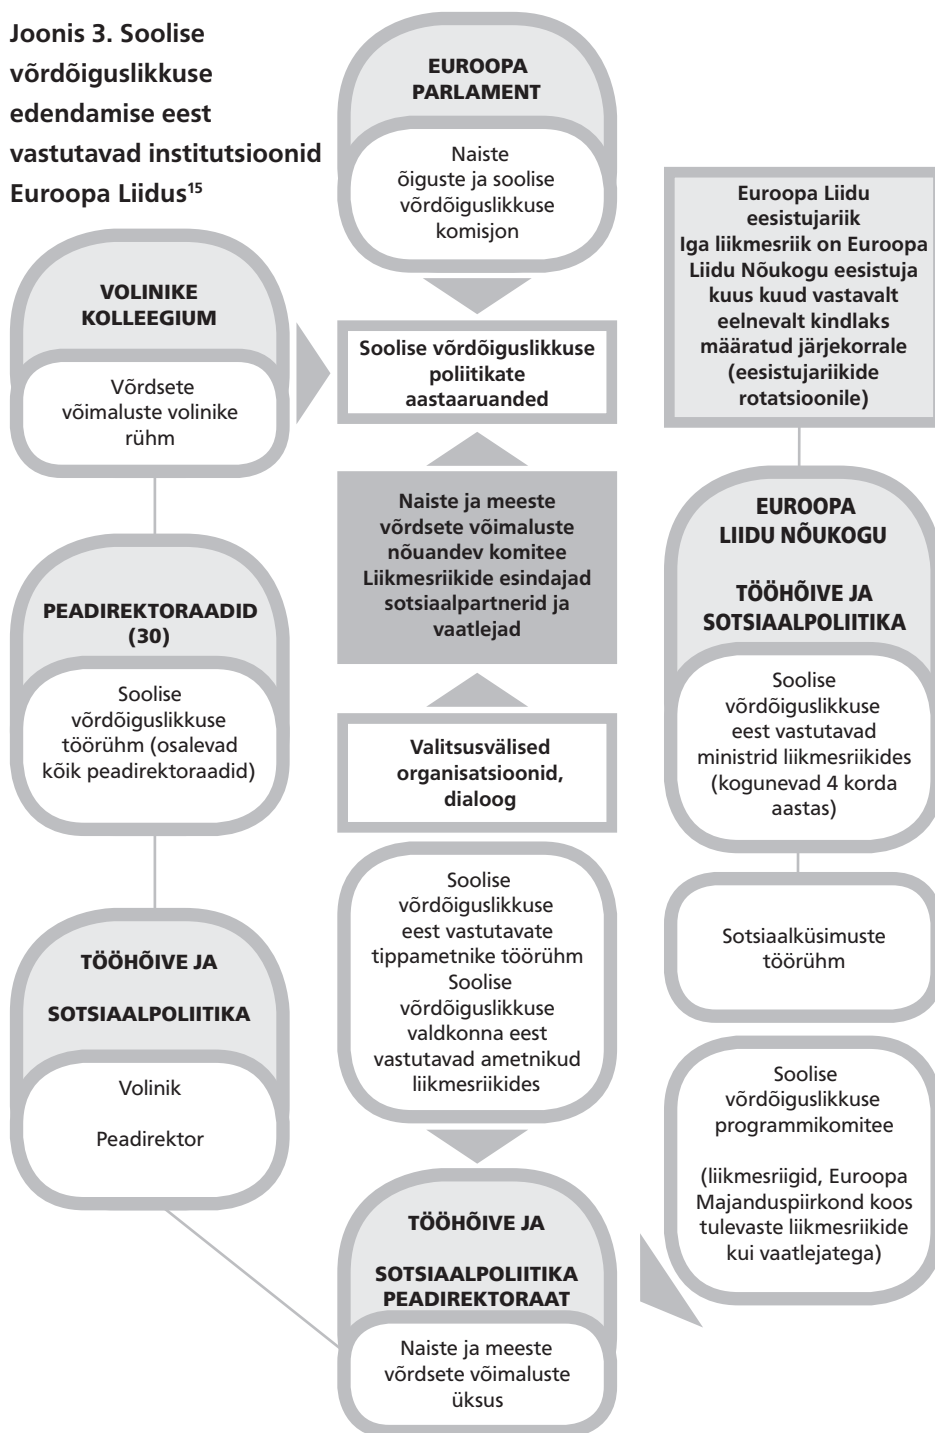 Joonis 3. Soolise
võrdõiguslikkuse
edendamise eest
vastutavad institutsioonid
Euroopa Liidus¹⁵
EUROOPA
PARLAMENT
Naiste
õiguste ja soolise
võrdõiguslikkuse
komisjon
VOLINIKE
KOLLEEGIUM
Võrdsete
võimaluste volinike
rühm
Soolise võrdõiguslikkuse
poliitikate
aastaaruanded
Euroopa Liidu
eesistujariik
Iga liikmesriik on Euroopa
Liidu Nõukogu eesistuja
kuus kuud vastavalt
eelnevalt kindlaks
määratud järjekorrale
(eesistujariikide
rotatsioonile)
Naiste ja meeste
võrdsete võimaluste
nõuandev komitee
Liikmesriikide esindajad
sotsiaalpartnerid ja
vaatlejad
PEADIREKTORAADID
(30)
Soolise
võrdõiguslikkuse
töörühm (osalevad
kõik peadirektoraadid)
EUROOPA
LIIDU NÕUKOGU
TÖÖHÕIVE JA
SOTSIAALPOLIITIKA
Soolise
võrdõiguslikkuse
eest vastutavad
ministrid liikmesriikides
(kogunevad 4 korda
aastas)
Valitsusvälised
organisatsioonid,
dialoog
Soolise
võrdõiguslikkuse
eest vastutavate
tippametnike töörühm
Soolise
võrdõiguslikkuse
valdkonna eest
vastutavad ametnikud
liikmesriikides
Sotsiaalküsimuste
töörühm
TÖÖHÕIVE JA
SOTSIAALPOLIITIKA
Volinik
Peadirektor
Soolise
võrdõiguslikkuse
programmikomitee
(liikmesriigid, Euroopa
Majanduspiirkond koos
tulevaste liikmesriikide
kui vaatlejatega)
TÖÖHÕIVE JA
SOTSIAALPOLIITIKA
PEADIREKTORAAT
Naiste ja meeste
võrdsete võimaluste
üksus